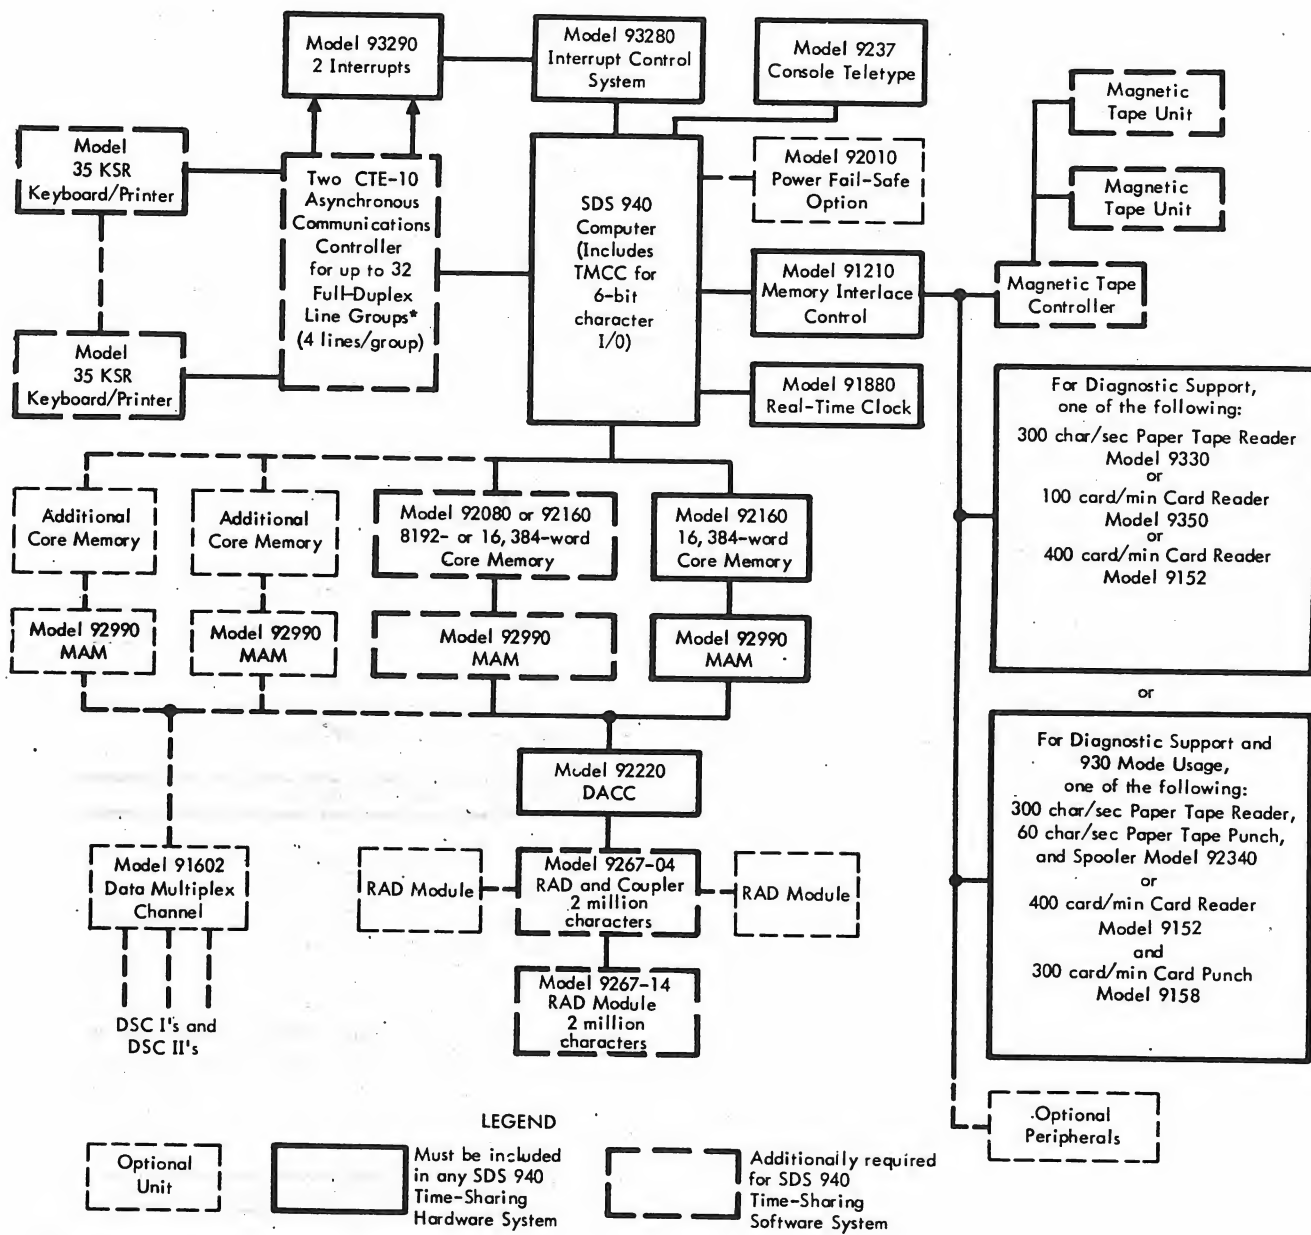 Model 93290
2 Interrupts
Model 93280
Interrupt Control
System
Model 9237
Console Teletype
Magnetic
Tape Unit
Model
35 KSR
Keyboard/Printer
Two CTE-10
Asynchronous
Communications
Controller
for up to 32
Full-Duplex
Line Groups*
(4 lines/group)
SDS 940
Computer
(Includes
TMCC for
6-bit
character
I/O)
Model 92010
Power Fail-Safe
Option
Magnetic
Tape Unit
Model 91210
Memory Interlace
Control
Magnetic Tape
Controller
Model
35 KSR
Keyboard/Printer
Model 91880
Real-Time Clock
For Diagnostic Support,
one of the following:
300 char/sec Paper Tape Reader
Model 9330
or
100 card/min Card Reader
Model 9350
or
400 card/min Card Reader
Model 9152
Additional
Core Memory
Additional
Core Memory
Model 92080 or 92160
8192- or 16,384-word
Core Memory
Model 92160
16,384-word
Core Memory
Model 92990
MAM
Model 92990
MAM
Model 92990
MAM
Model 92990
MAM
or
For Diagnostic Support and
930 Mode Usage,
one of the following:
300 char/sec Paper Tape Reader,
60 char/sec Paper Tape Punch,
and Spooler Model 92340
or
400 card/min Card Reader
Model 9152
and
300 card/min Card Punch
Model 9158
Model 92220
DACC
Model 91602
Data Multiplex
Channel
RAD Module
Model 9267-04
RAD and Coupler
2 million
characters
RAD Module
Model 9267-14
RAD Module
2 million
characters
DSC I's and
DSC II's
Optional
Peripherals
LEGEND
Optional
Unit
Must be included
in any SDS 940
Time-Sharing
Hardware System
Additionally required
for SDS 940
Time-Sharing
Software System